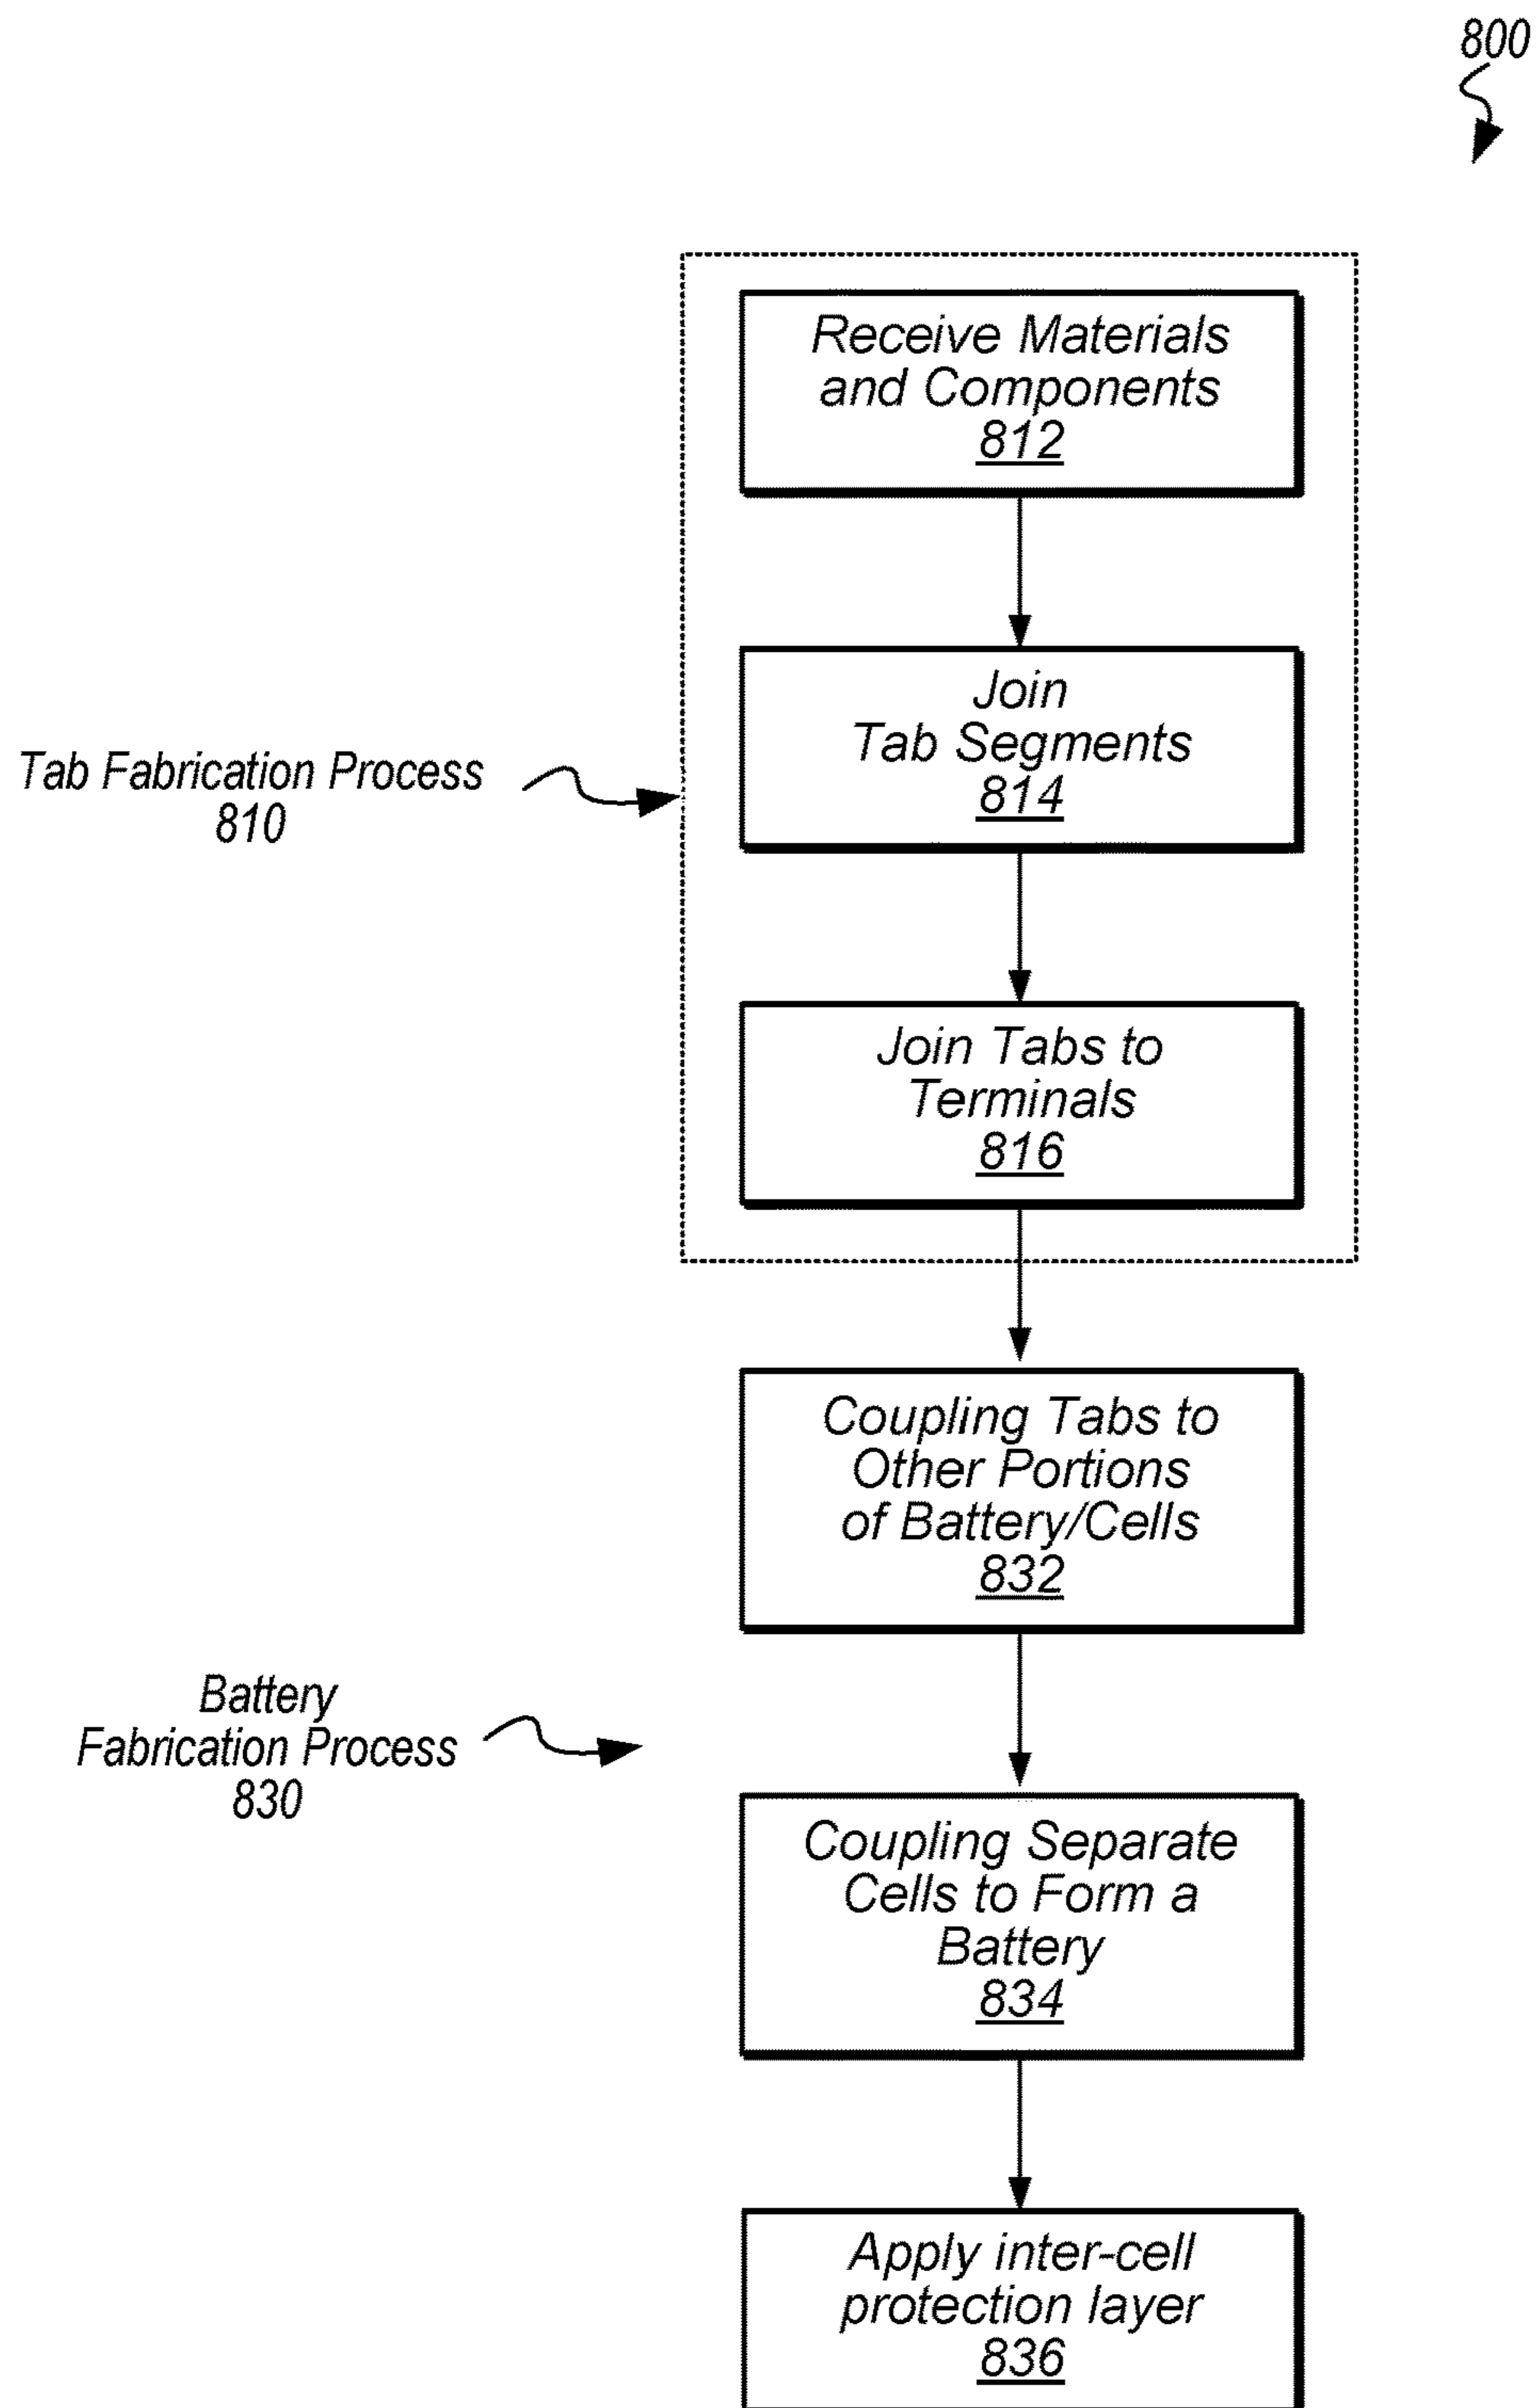 800
Receive Materials
and Components
812
Join
Tab Segments
814
Tab Fabrication Process
810
Join Tabs to
Terminals
816
Coupling Tabs to
Other Portions
of Battery/Cells
832
Battery
Fabrication Process
830
Coupling Separate
Cells to Form a
Battery
834
Apply inter-cell
protection layer
836